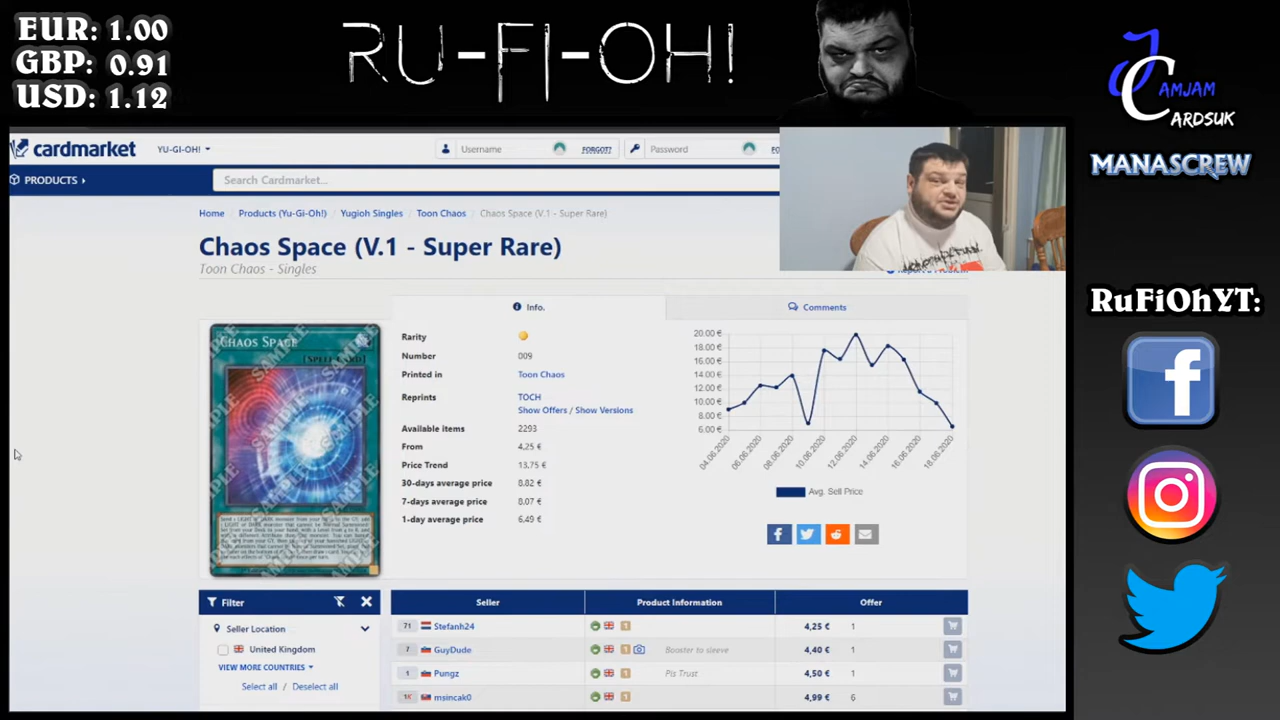 EUR: 1.00
GBP: 0.91
USD: 1.12
RU-FI-OH!
JAMJAM
CARDSUK
MANASCREW
RuFiOhYT:
cardmarket
YU-GI-OH!
Username
FORGOT?
Password
PRODUCTS
Search Cardmarket...
Home
Products (Yu-Gi-Oh!)
Yugioh Singles
Toon Chaos
Chaos Space (V.1 - Super Rare)
Chaos Space (V.1 - Super Rare)
Toon Chaos - Singles
Info.
Comments
CHAOS SPACE
[SPELL CARD]
SAMPLE
Rarity
Number 009
Printed in Toon Chaos
Reprints TOCH
Show Offers / Show Versions
Available items 2293
From 4,25 €
Price Trend 13,75 €
30-days average price 8.82 €
7-days average price 8.07 €
1-day average price 6.49 €
20.00 €
18.00 €
16.00 €
14.00 €
12.00 €
10.00 €
8.00 €
6.00 €
04.06.2020
06.06.2020
08.06.2020
10.06.2020
12.06.2020
14.06.2020
16.06.2020
18.06.2020
Avg. Sell Price
Filter
Seller Location
United Kingdom
VIEW MORE COUNTRIES
Select all / Deselect all
Seller Product Information Offer
71 Stefanh24 4,25 € 1
7 GuyDude Booster to sleeve 4,40 € 1
1 Pungz Pls Trust 4,50 € 1
1K msincak0 4,99 € 6